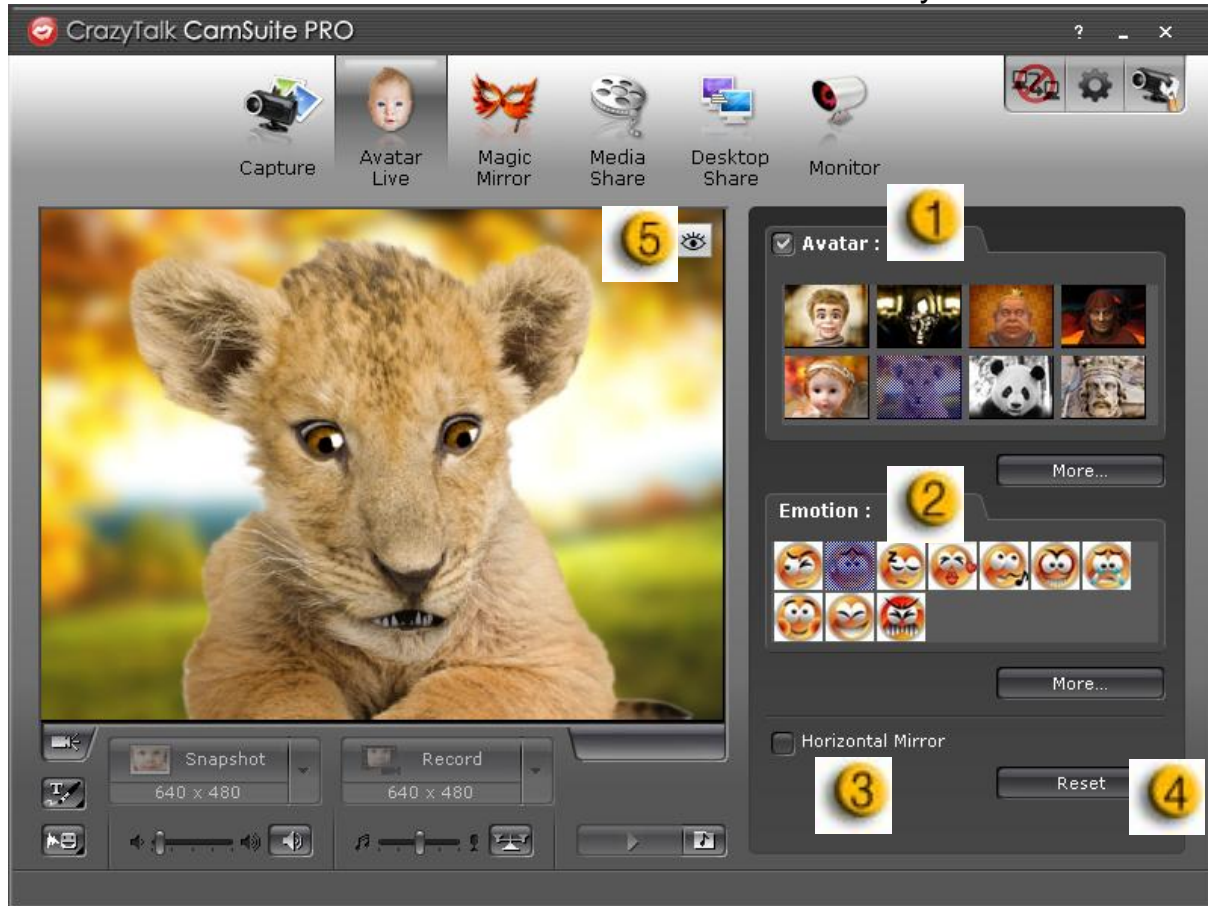 CrazyTalk CamSuite PRO
?
Capture
Avatar
Live
Magic
Mirror
Media
Share
Desktop
Share
Monitor
1
Avatar :
5
More...
2
Emotion :
More...
Horizontal Mirror
3
Reset
4
Snapshot
640 x 480
Record
640 x 480